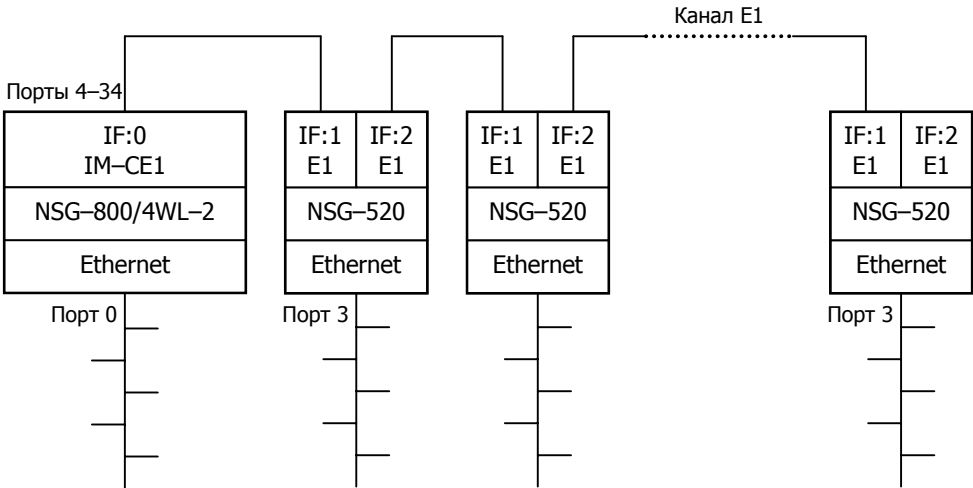 Канал E1
Порты 4–34
IF:0
IM–CE1
NSG–800/4WL–2
Ethernet
Порт 0
IF:1
E1
IF:2
E1
NSG–520
Ethernet
Порт 3
IF:1
E1
IF:2
E1
NSG–520
Ethernet
IF:1
E1
IF:2
E1
NSG–520
Ethernet
Порт 3